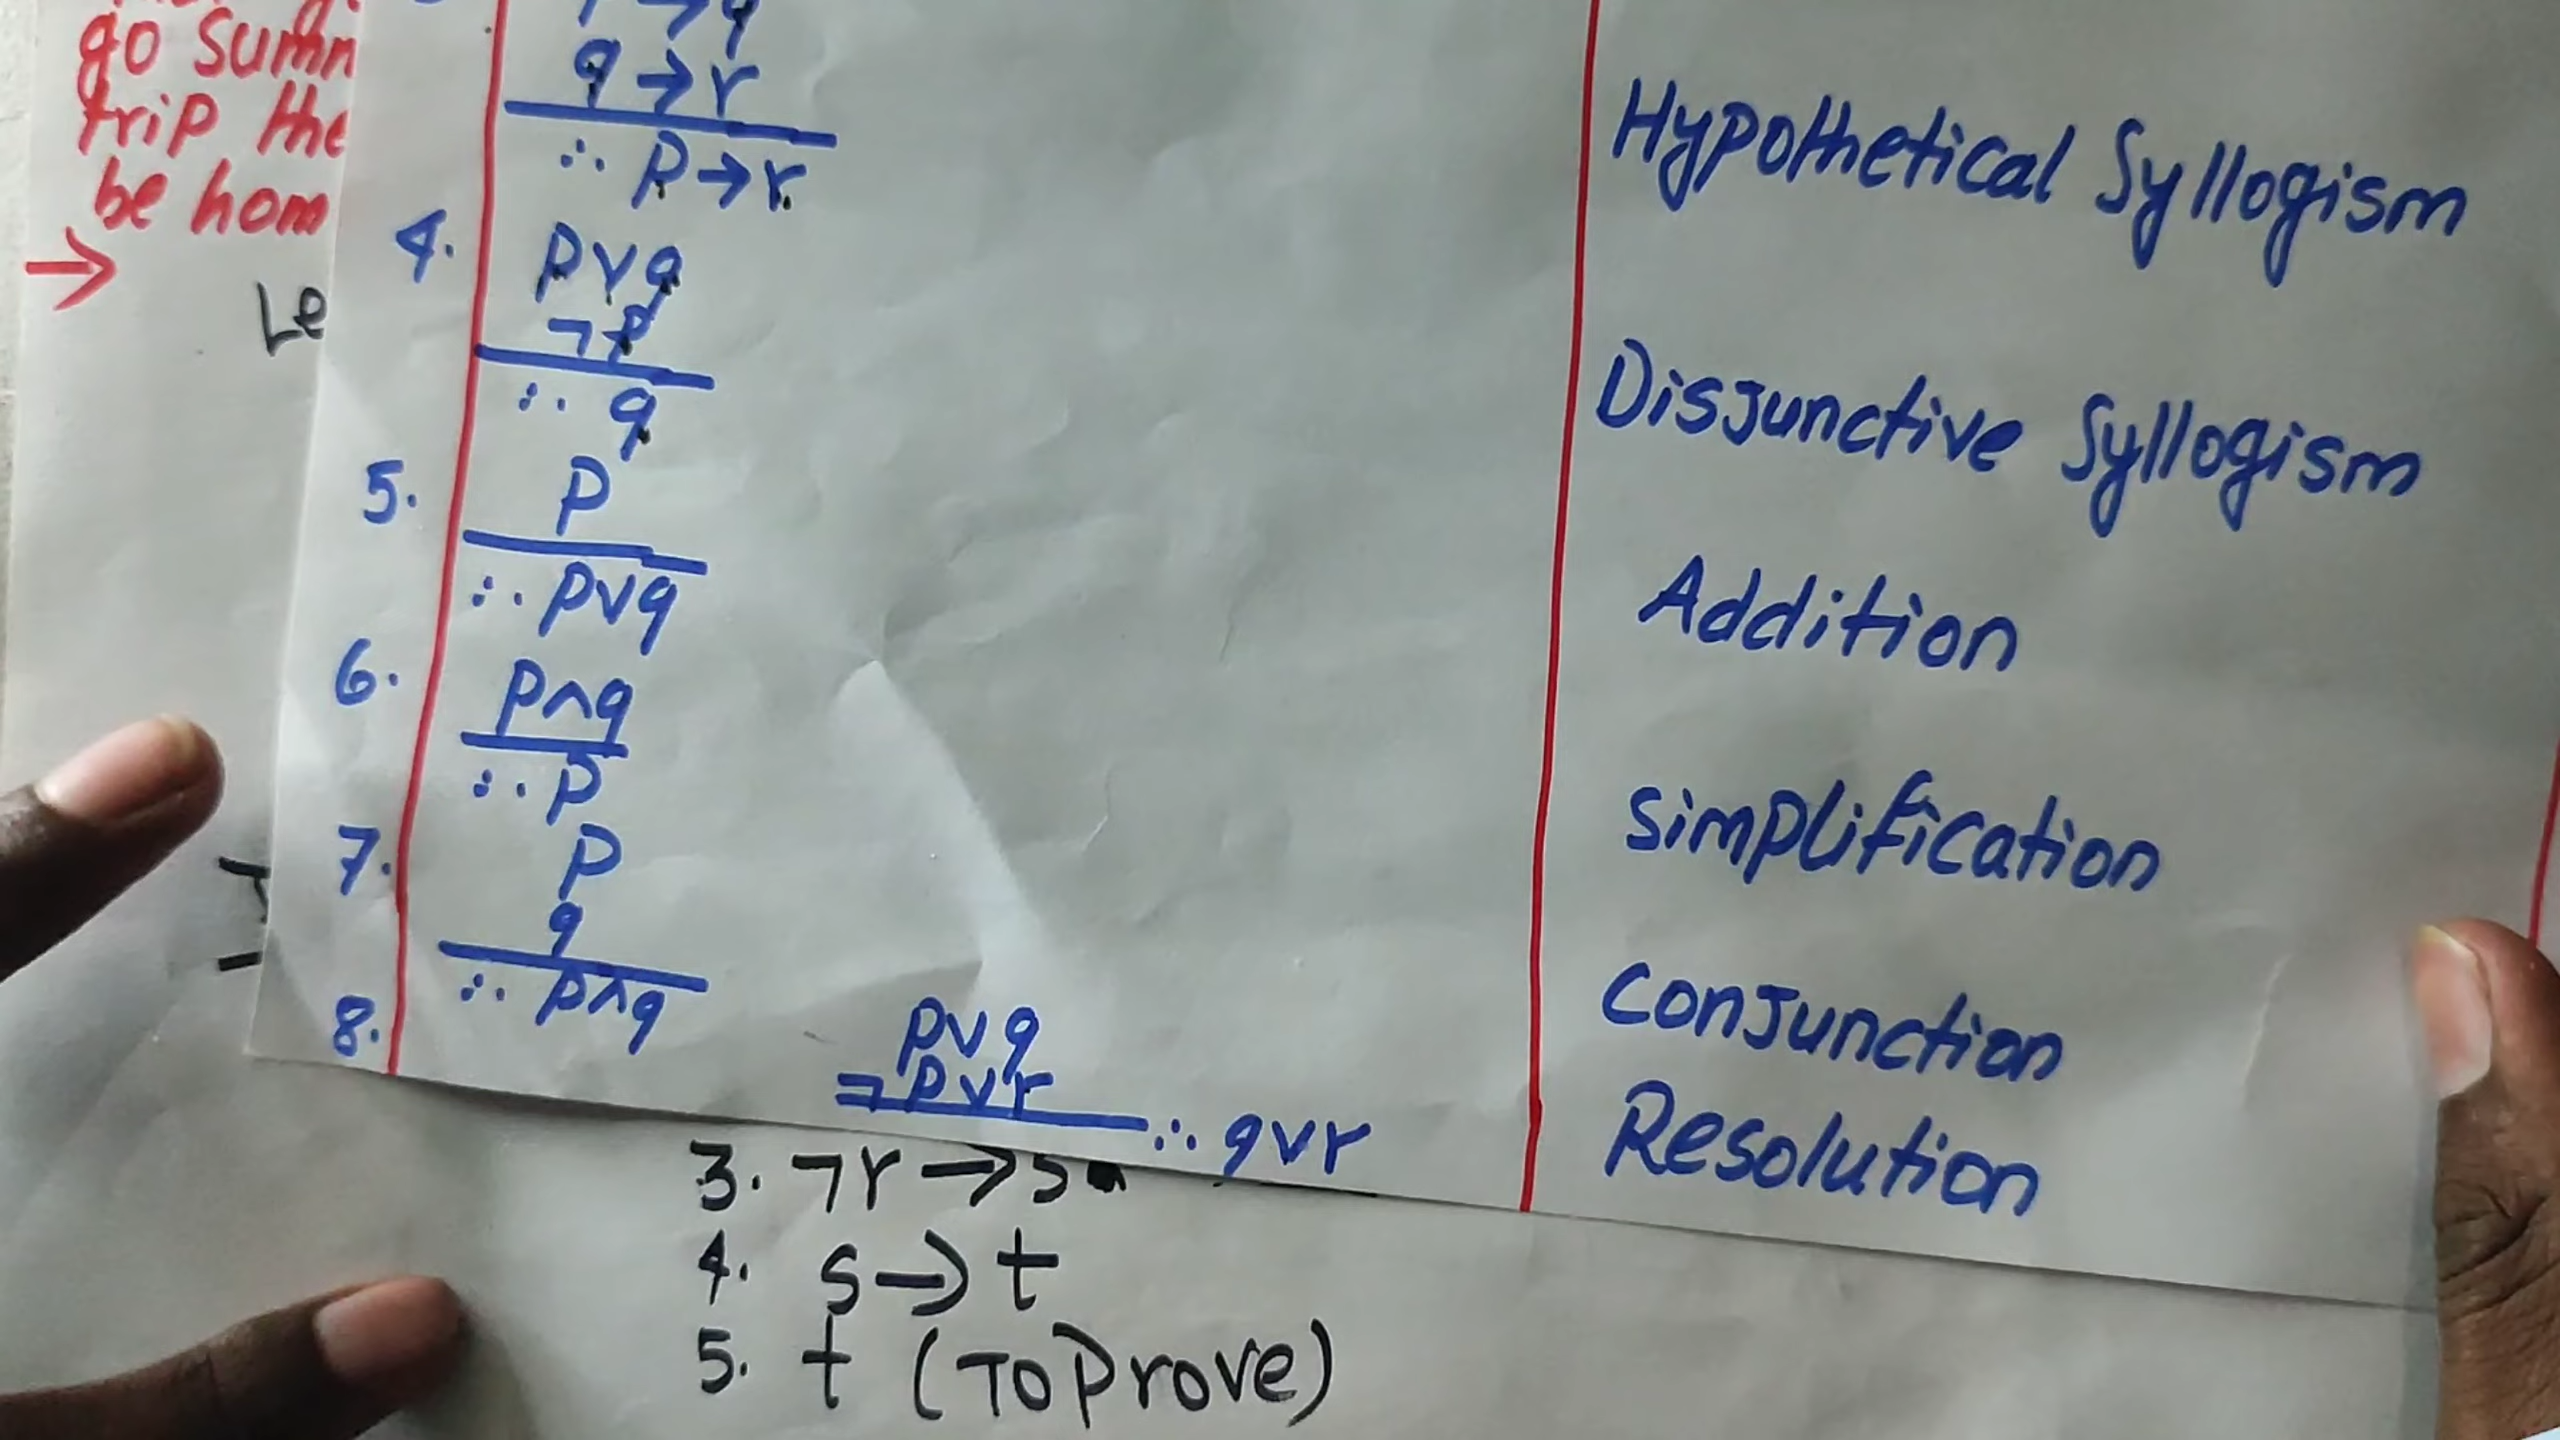 go summ
trip the
be hom
→
Le
p→q
q→r
∴ p→r.
Hypothetical Syllogism
4. p∨q
¬p
∴ q
Disjunctive Syllogism
5. p
∴ p∨q
Addition
6. p∧q
∴ p
Simplification
7. p
q
∴ p∧q
Conjunction
8. p∨q
¬p∨r
∴ q∨r
Resolution
3. ¬r→s
4. s→t
5. t (To Prove)